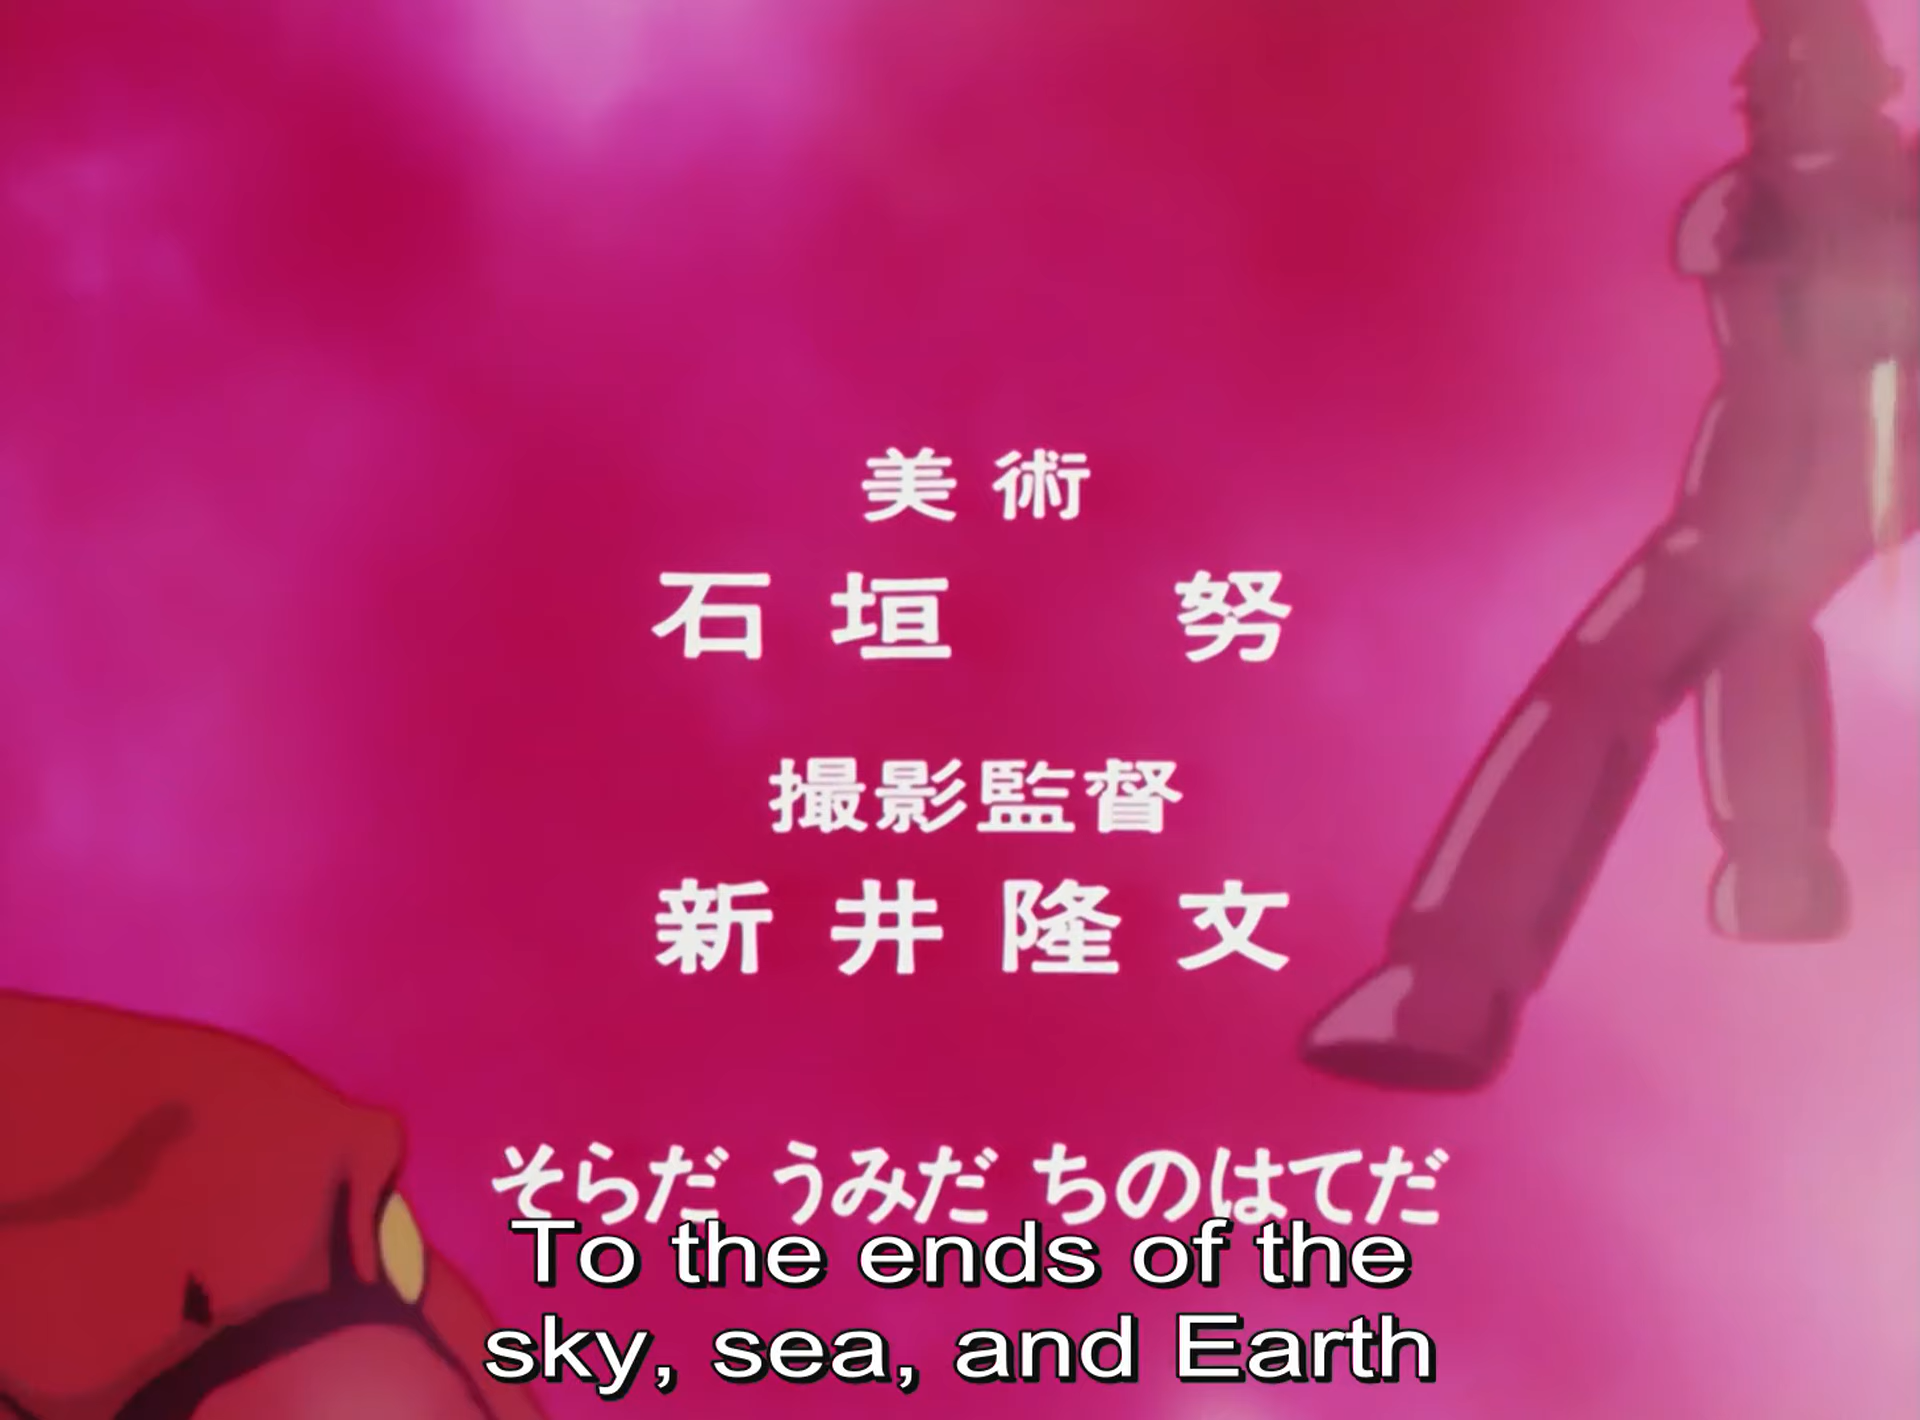 美術
石垣 努
撮影監督
新井隆文
そらだ うみだ ちのはてだ
To the ends of the
sky, sea, and Earth